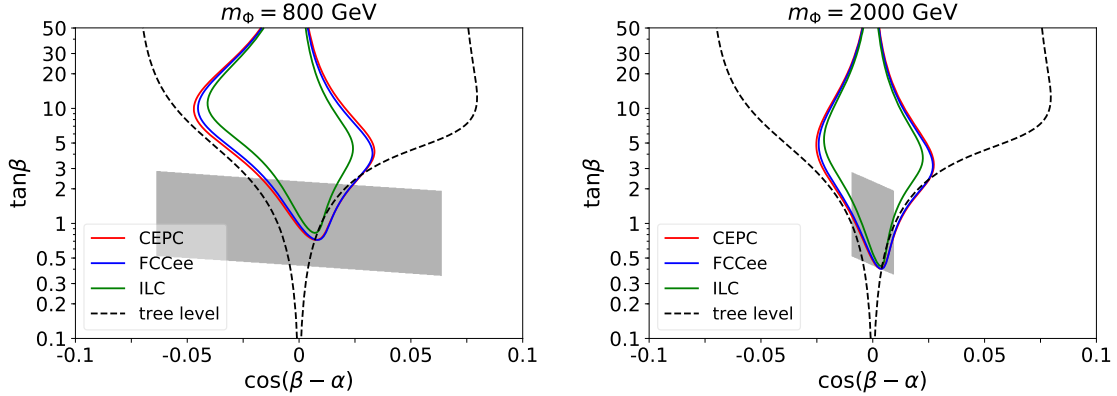 m_Φ = 800 GeV
tanβ
50
30
20
10
5
3
2
1
0.5
0.3
0.2
0.1
CEPC
FCCee
ILC
tree level
-0.1
-0.05
0
0.05
0.1
cos(β − α)
m_Φ = 2000 GeV
tanβ
50
30
20
10
5
3
2
1
0.5
0.3
0.2
0.1
CEPC
FCCee
ILC
tree level
-0.1
-0.05
0
0.05
0.1
cos(β − α)